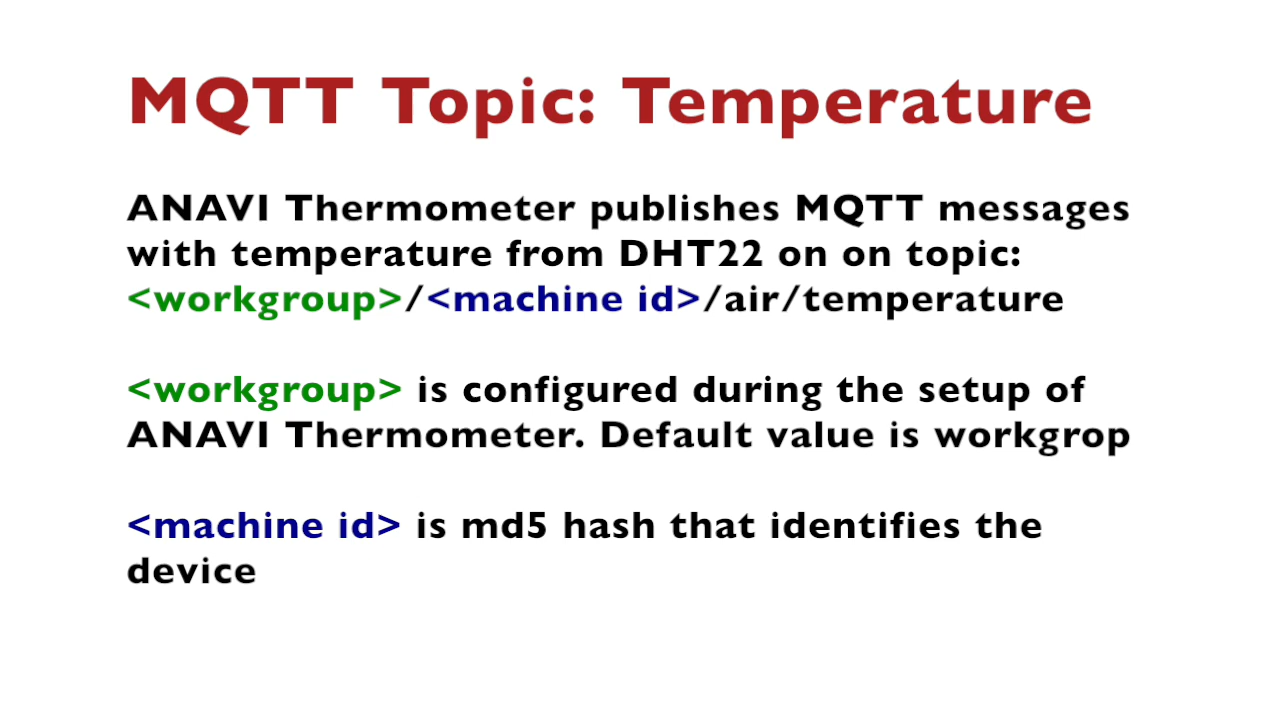 MQTT Topic: Temperature
ANAVI Thermometer publishes MQTT messages
with temperature from DHT22 on on topic:
<workgroup>/<machine id>/air/temperature
<workgroup> is configured during the setup of
ANAVI Thermometer. Default value is workgrop
<machine id> is md5 hash that identifies the
device